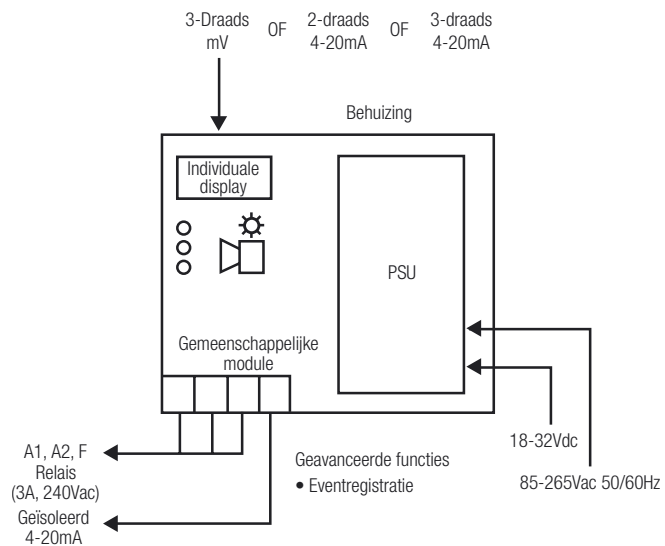 3-Draads
mV
OF
2-draads
4-20mA
OF
3-draads
4-20mA
Behuizing
Individuale
display
PSU
Gemeenschappelijke
module
A1, A2, F
Relais
(3A, 240Vac)
Geïsoleerd
4-20mA
Geavanceerde functies
• Eventregistratie
18-32Vdc
85-265Vac 50/60Hz